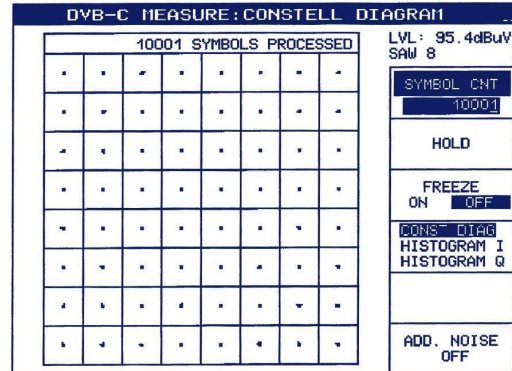 DVB-C MEASURE:CONSTELL DIAGRAM
10001 SYMBOLS PROCESSED
LVL: 95.4dBuV
SAW 8
SYMBOL CNT
10001
HOLD
FREEZE
ON OFF
CONST DIAG
HISTOGRAM I
HISTOGRAM Q
ADD. NOISE
OFF